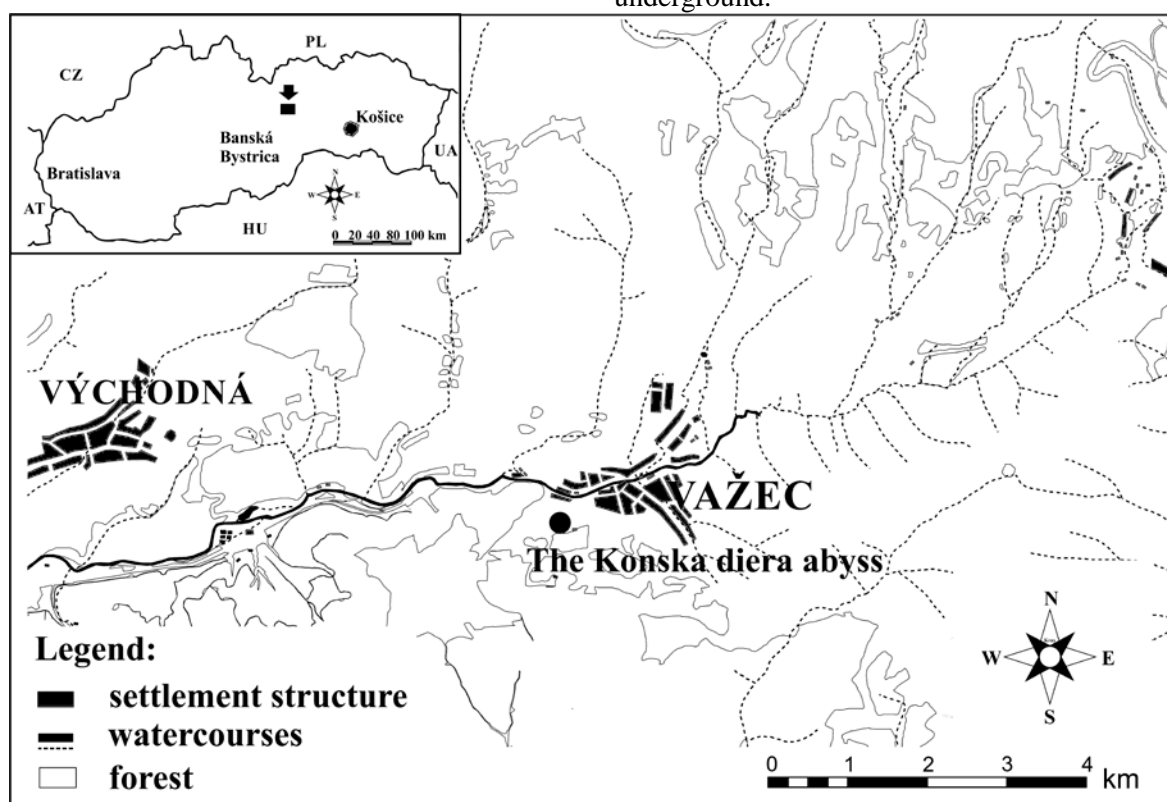 underground.
PL
CZ
Košice
Banská
Bystrica
UA
Bratislava
N
W E
S
AT
HU
0 20 40 60 80 100 km
VÝCHODNÁ
VAŽEC
The Konska diera abyss
N
W E
S
Legend:
settlement structure
watercourses
forest
0 1 2 3 4
km